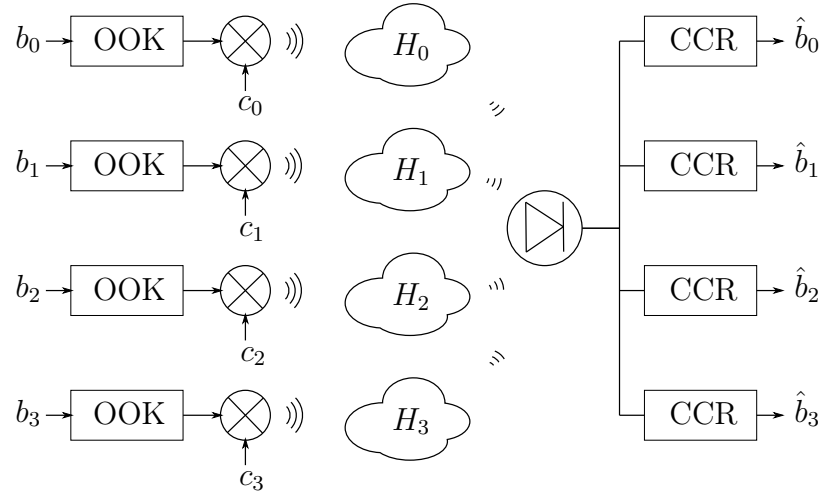 b₀ OOK H₀ CCR b̂₀
c₀
b₁ OOK H₁ CCR b̂₁
c₁
b₂ OOK H₂ CCR b̂₂
c₂
b₃ OOK H₃ CCR b̂₃
c₃